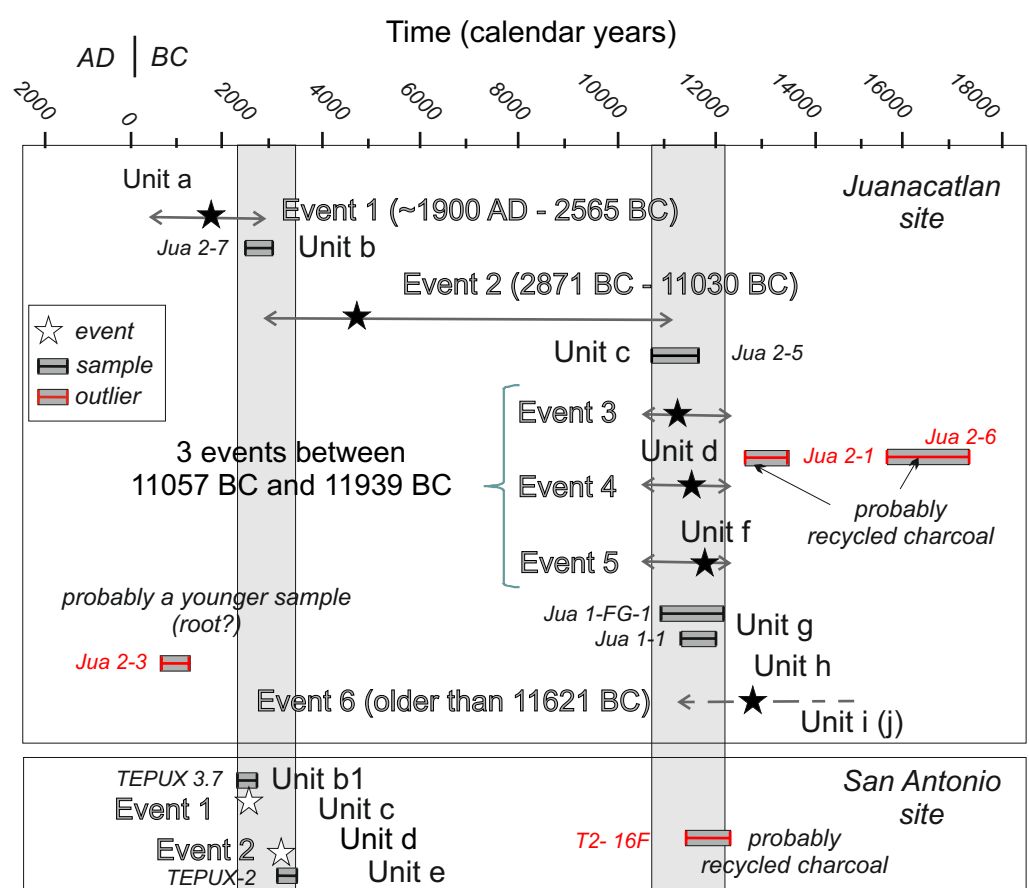 Time (calendar years)
AD | BC
2000 0 2000 4000 6000 8000 10000 12000 14000 16000 18000
Juanacatlan
site
Unit a
Event 1 (~1900 AD - 2565 BC)
Jua 2-7 Unit b
Event 2 (2871 BC - 11030 BC)
event
sample
outlier
Unit c Jua 2-5
Event 3
3 events between
11057 BC and 11939 BC
Unit d
Jua 2-1
Jua 2-6
Event 4
probably
recycled charcoal
Unit f
Event 5
probably a younger sample
(root?)
Jua 1-FG-1
Jua 1-1
Unit g
Jua 2-3
Unit h
Event 6 (older than 11621 BC)
Unit i (j)
San Antonio
site
TEPUX 3.7 Unit b1
Event 1 Unit c
Unit d
Event 2
T2- 16F probably
recycled charcoal
TEPUX-2 Unit e